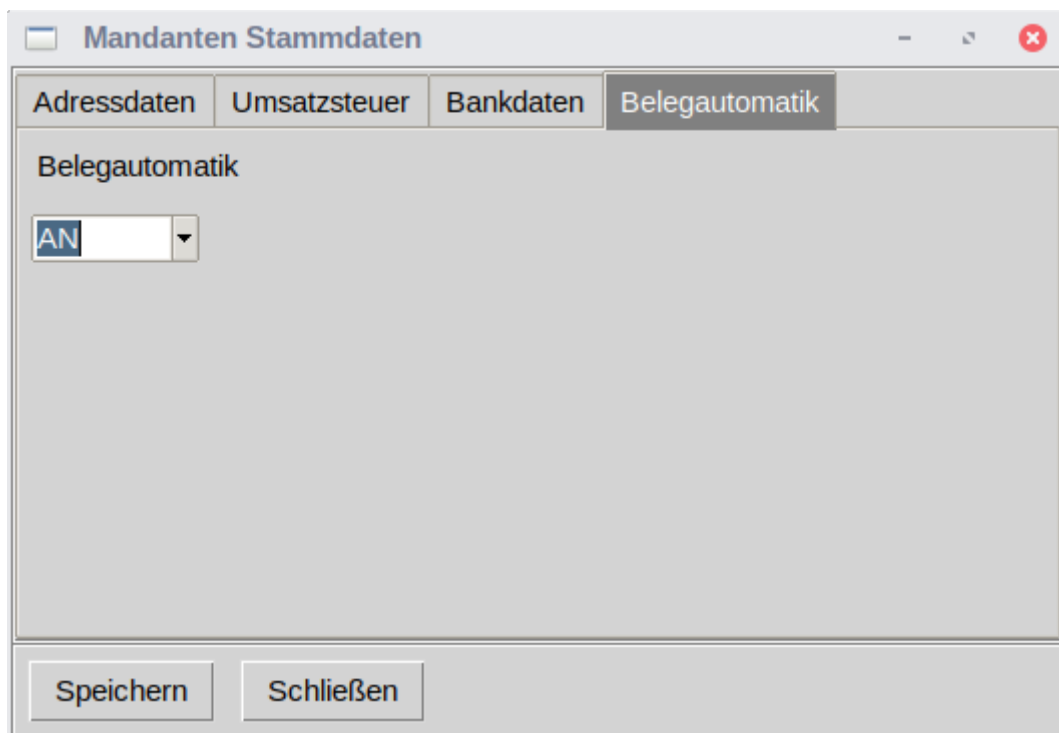 Mandanten Stammdaten
Adressdaten Umsatzsteuer Bankdaten Belegautomatik
Belegautomatik
AN
Speichern Schließen